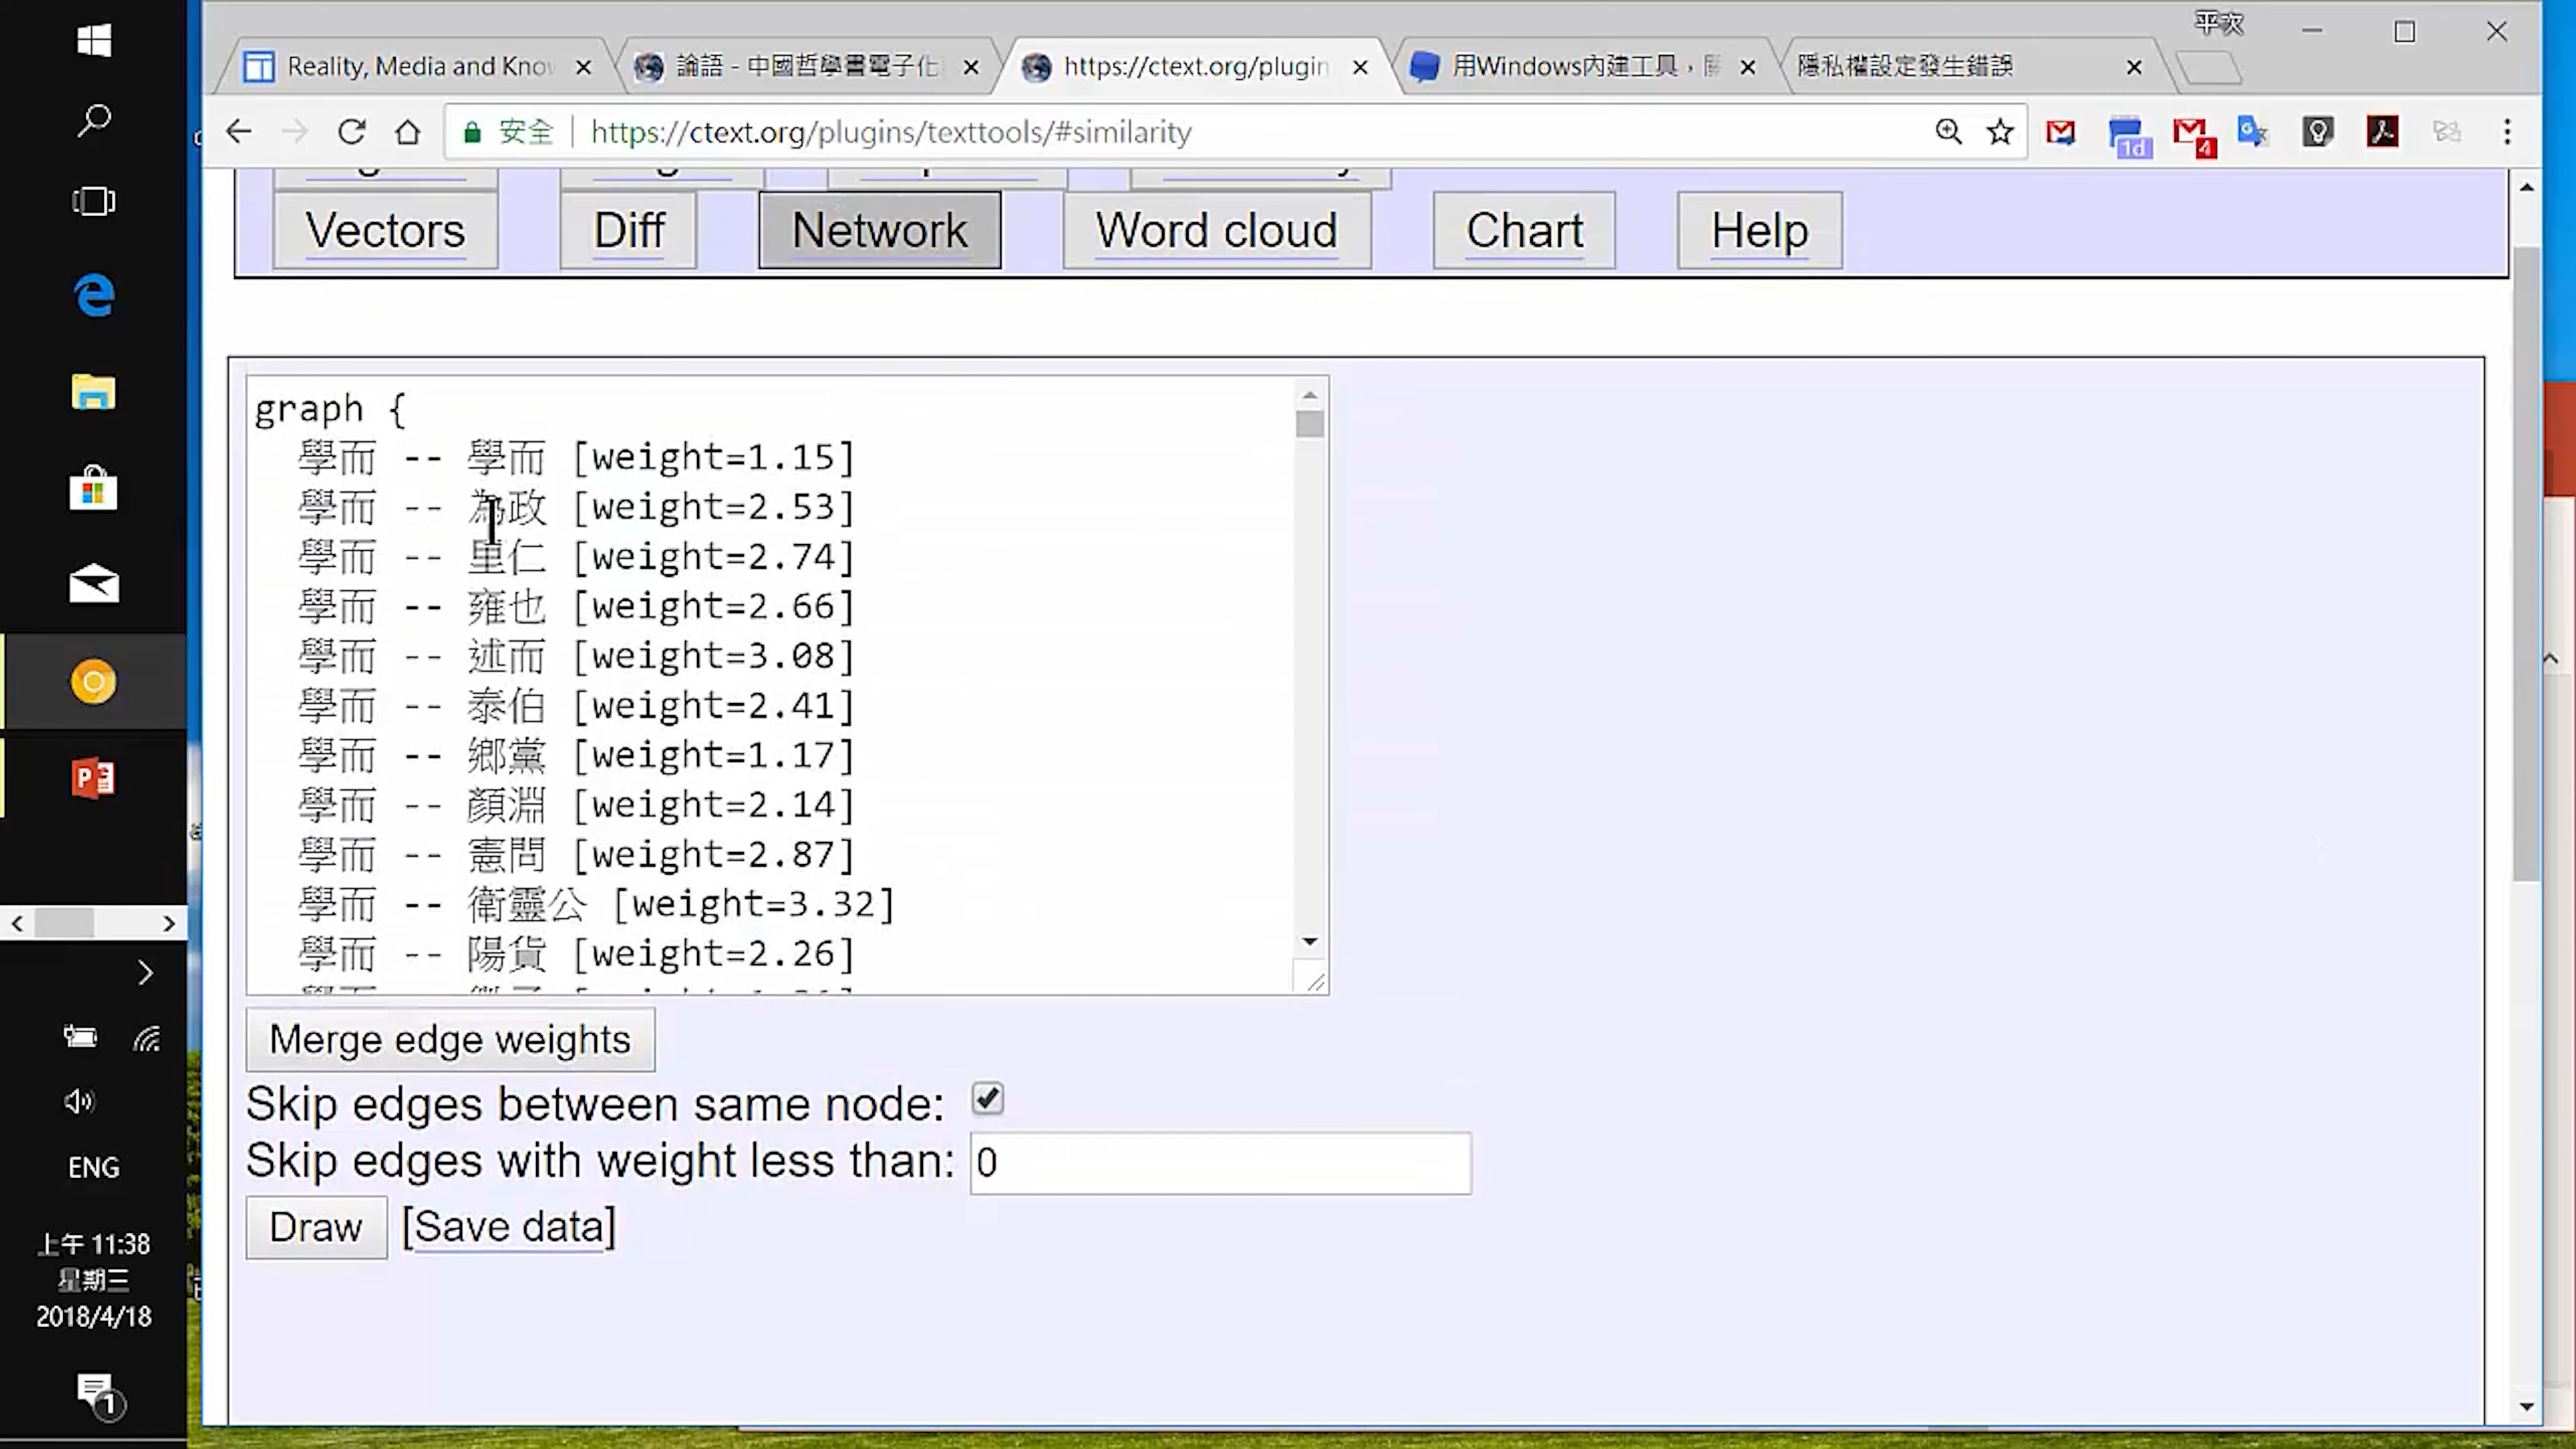 平次
Reality, Media and Know
論語 - 中國哲學書電子化
https://ctext.org/plugin
用Windows內建工具，
隱私權設定發生錯誤
安全
https://ctext.org/plugins/texttools/#similarity
1d
4
Vectors
Diff
Network
Word cloud
Chart
Help
graph {
學而 -- 學而 [weight=1.15]
學而 -- 為政 [weight=2.53]
學而 -- 里仁 [weight=2.74]
學而 -- 雍也 [weight=2.66]
學而 -- 述而 [weight=3.08]
學而 -- 泰伯 [weight=2.41]
學而 -- 鄉黨 [weight=1.17]
學而 -- 顏淵 [weight=2.14]
學而 -- 憲問 [weight=2.87]
學而 -- 衛靈公 [weight=3.32]
學而 -- 陽貨 [weight=2.26]
Merge edge weights
Skip edges between same node:
Skip edges with weight less than: 0
Draw [Save data]
ENG
上午 11:38
星期三
2018/4/18
1